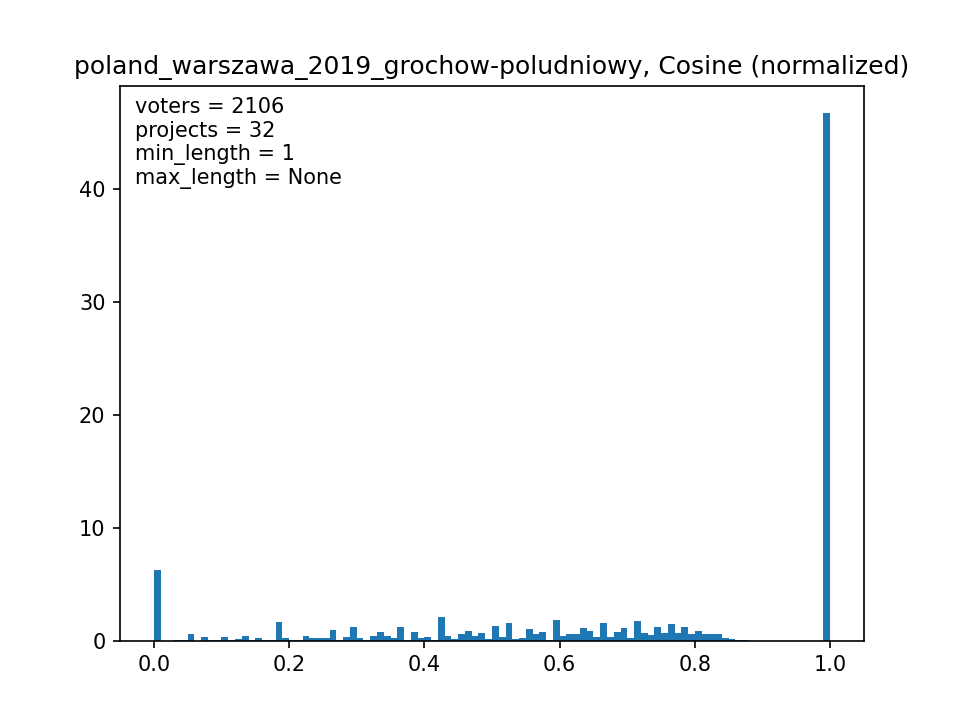 poland_warszawa_2019_grochow-poludniowy, Cosine (normalized)
voters = 2106
projects = 32
min_length = 1
max_length = None
40
30
20
10
0
0.0 0.2 0.4 0.6 0.8 1.0